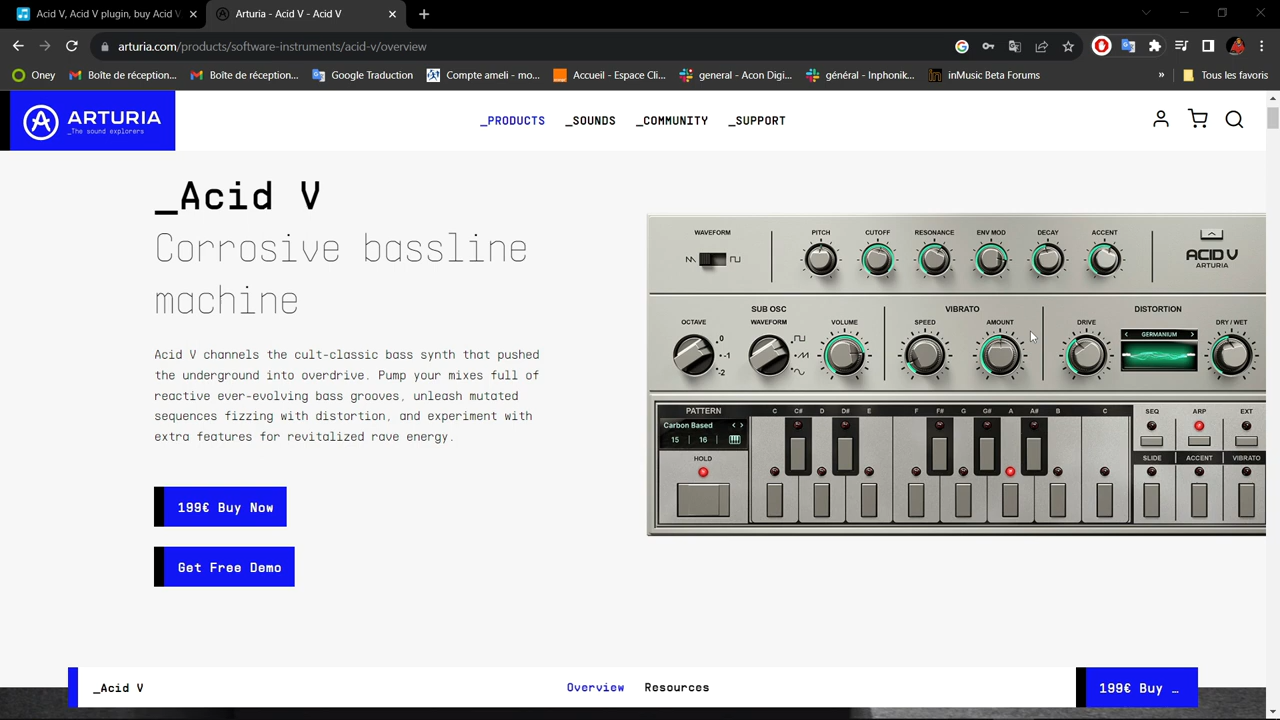 Acid V, Acid V plugin, buy Acid V
Arturia - Acid V - Acid V
arturia.com/products/software-instruments/acid-v/overview
Oney
Boîte de réception...
Boîte de réception...
Google Traduction
Compte ameli - mo...
Accueil - Espace Cli...
general - Acon Digi...
général - Inphonik...
inMusic Beta Forums
»
Tous les favoris
ARTURIA
_The sound explorers
_PRODUCTS
_SOUNDS
_COMMUNITY
_SUPPORT
_Acid V
Corrosive bassline
machine
Acid V channels the cult-classic bass synth that pushed
the underground into overdrive. Pump your mixes full of
reactive ever-evolving bass grooves, unleash mutated
sequences fizzing with distortion, and experiment with
extra features for revitalized rave energy.
199€ Buy Now
Get Free Demo
WAVEFORM
PITCH
CUTOFF
RESONANCE
ENV MOD
DECAY
ACCENT
ACID V
ARTURIA
SUB OSC
VIBRATO
DISTORTION
OCTAVE
WAVEFORM
VOLUME
SPEED
AMOUNT
DRIVE
GERMANIUM
DRY / WET
0
-1
-2
PATTERN
Carbon Based
15
16
HOLD
C
C#
D
D#
E
F
F#
G
G#
A
A#
B
C
SEQ
ARP
EXT
SLIDE
ACCENT
VIBRATO
_Acid V
Overview
Resources
199€ Buy …